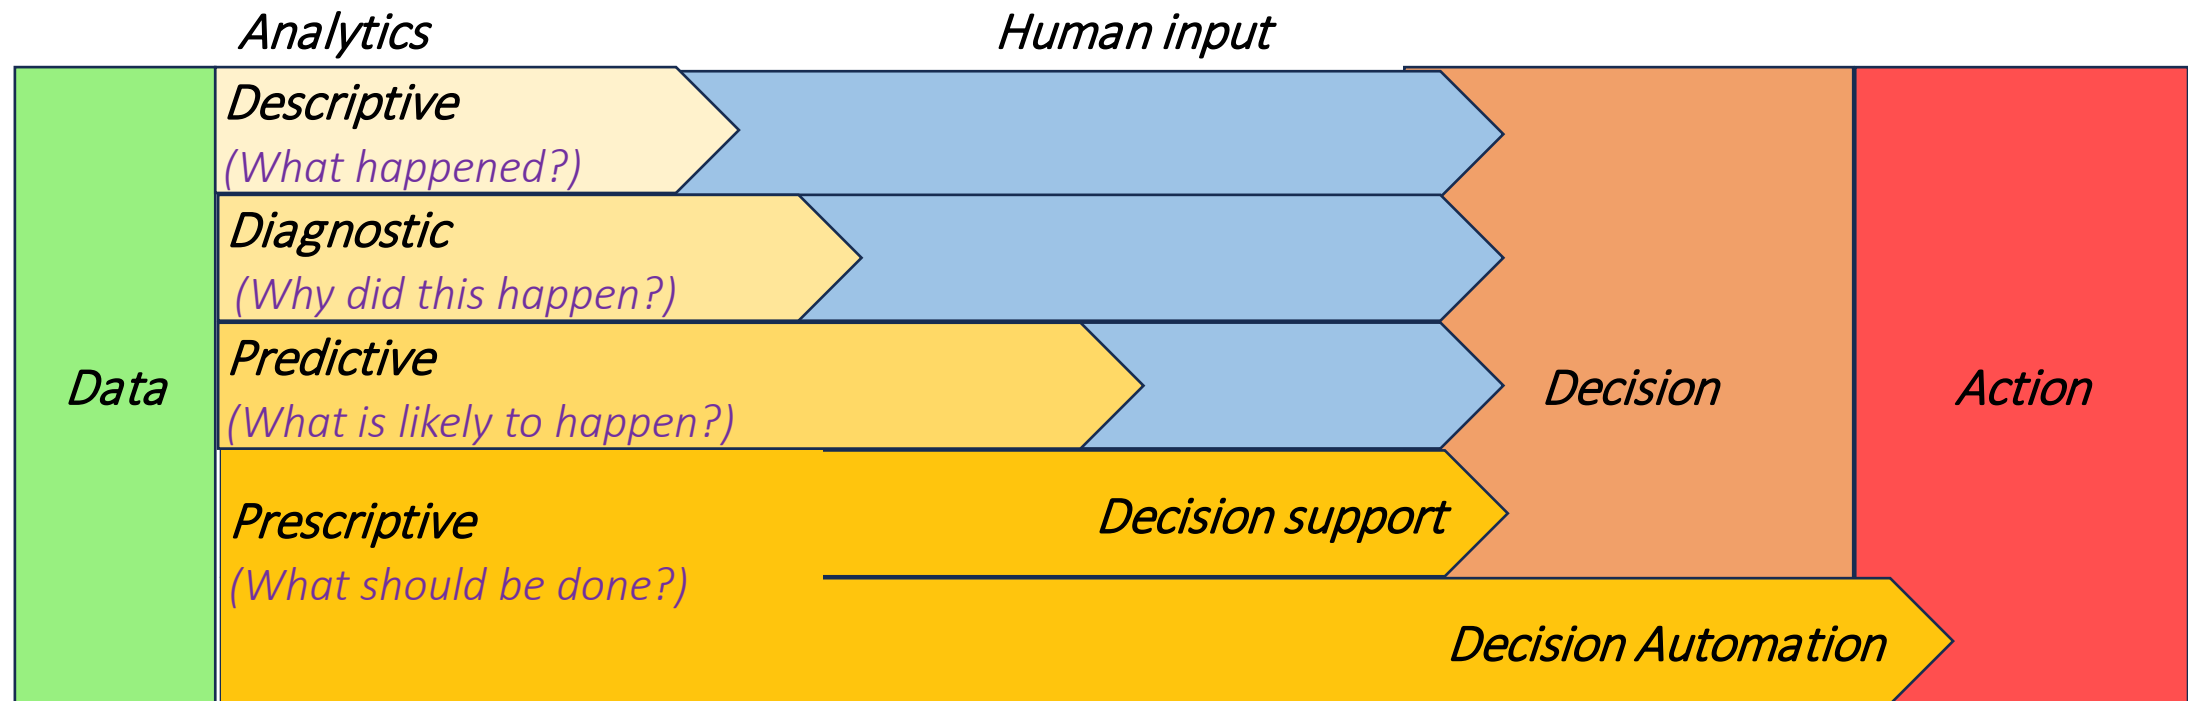 Analytics
Human input
Descriptive
(What happened?)
Diagnostic
(Why did this happen?)
Predictive
(What is likely to happen?)
Data
Decision
Action
Prescriptive
(What should be done?)
Decision support
Decision Automation